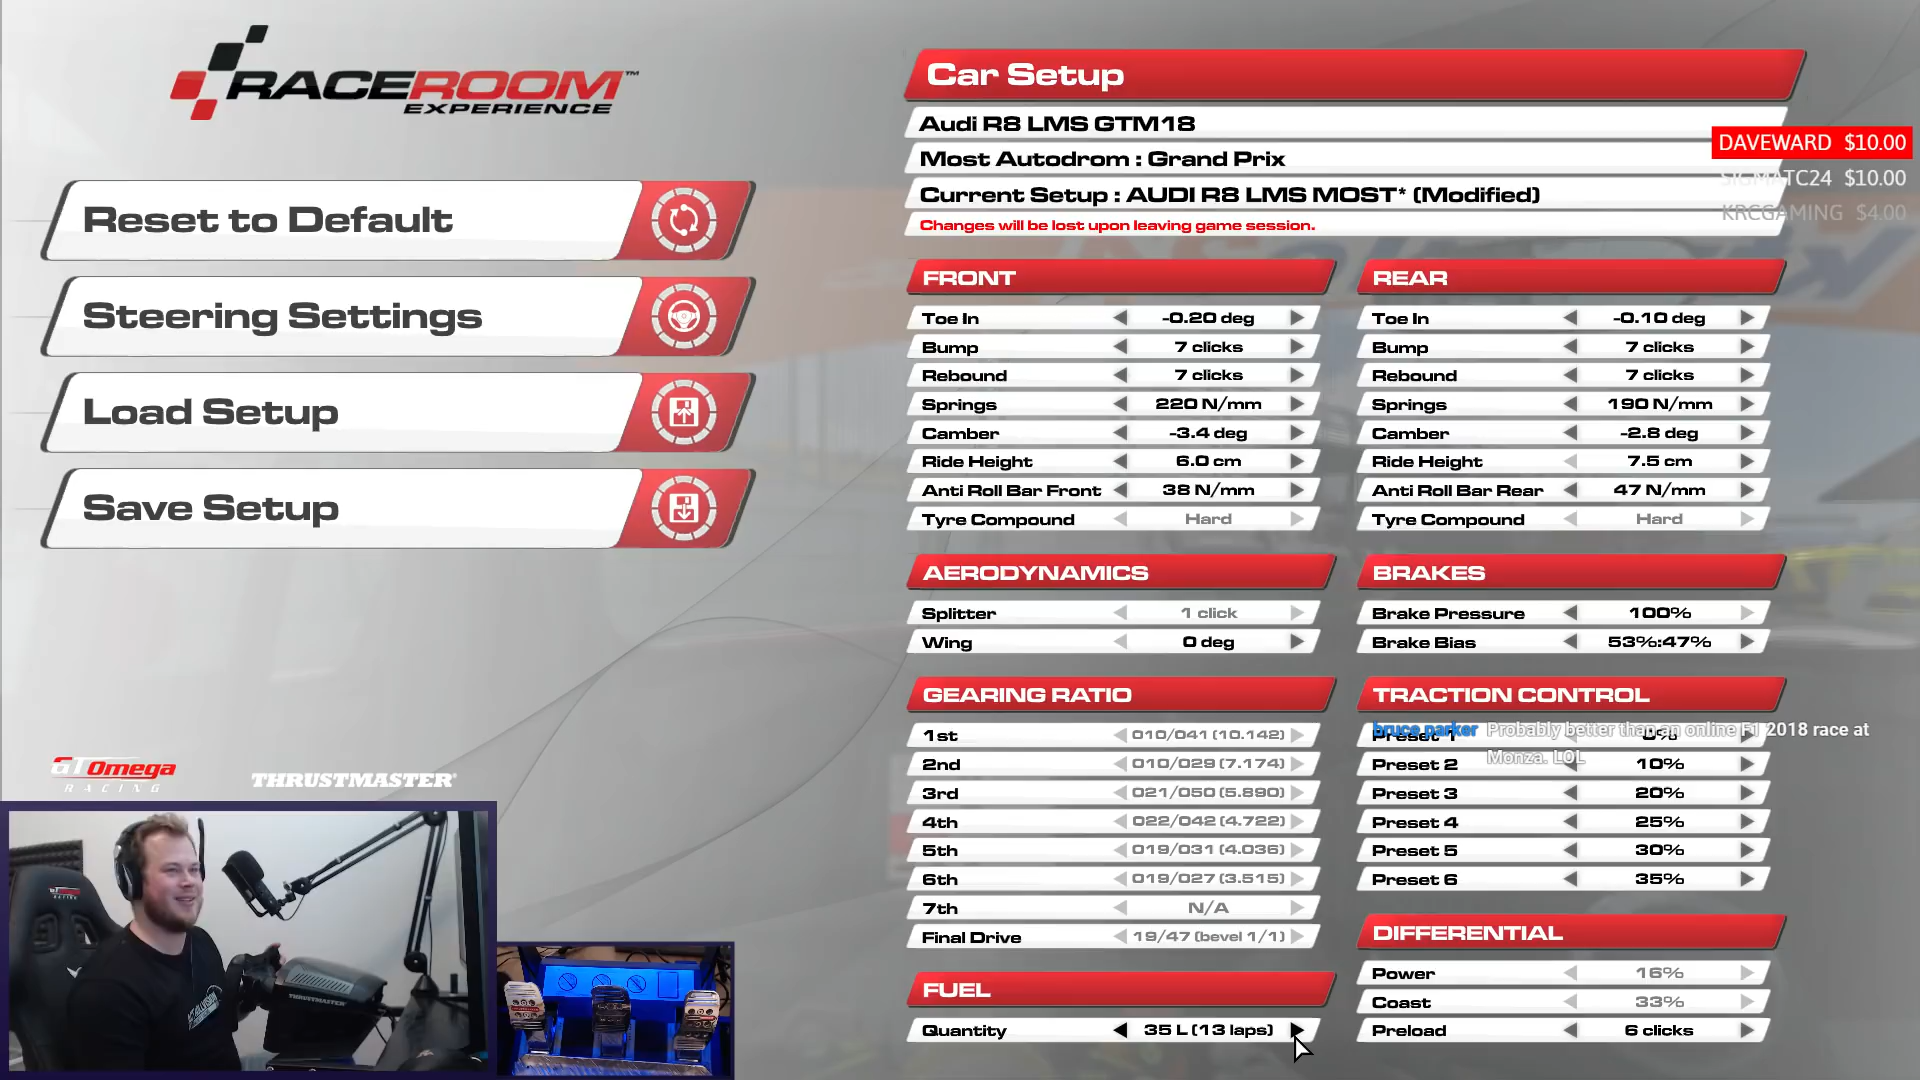 RACEROOM™
EXPERIENCE
Reset to Default
Steering Settings
Load Setup
Save Setup
GT Omega
RACING
THRUSTMASTER
THRUSTMASTER
Car Setup
Audi R8 LMS GTM18
Most Autodrom : Grand Prix
Current Setup : AUDI R8 LMS MOST* (Modified)
Changes will be lost upon leaving game session.
DAVEWARD $10.00
SIGMATC24 $10.00
KRCGAMING $4.00
FRONT
Toe In -0.20 deg
Bump 7 clicks
Rebound 7 clicks
Springs 220 N/mm
Camber -3.4 deg
Ride Height 6.0 cm
Anti Roll Bar Front 38 N/mm
Tyre Compound Hard
REAR
Toe In -0.10 deg
Bump 7 clicks
Rebound 7 clicks
Springs 190 N/mm
Camber -2.8 deg
Ride Height 7.5 cm
Anti Roll Bar Rear 47 N/mm
Tyre Compound Hard
AERODYNAMICS
Splitter 1 click
Wing 0 deg
BRAKES
Brake Pressure 100%
Brake Bias 53%:47%
GEARING RATIO
1st 010/041 (10.142)
2nd 010/029 (7.174)
3rd 021/050 (5.890)
4th 022/042 (4.722)
5th 019/031 (4.036)
6th 019/027 (3.515)
7th N/A
Final Drive 19/47 (bevel 1/1)
TRACTION CONTROL
bruce parker Probably better than an online F1 2018 race at
Monza. LOL
Preset 1
Preset 2 10%
Preset 3 20%
Preset 4 25%
Preset 5 30%
Preset 6 35%
FUEL
Quantity 35 L (13 laps)
DIFFERENTIAL
Power 16%
Coast 33%
Preload 6 clicks